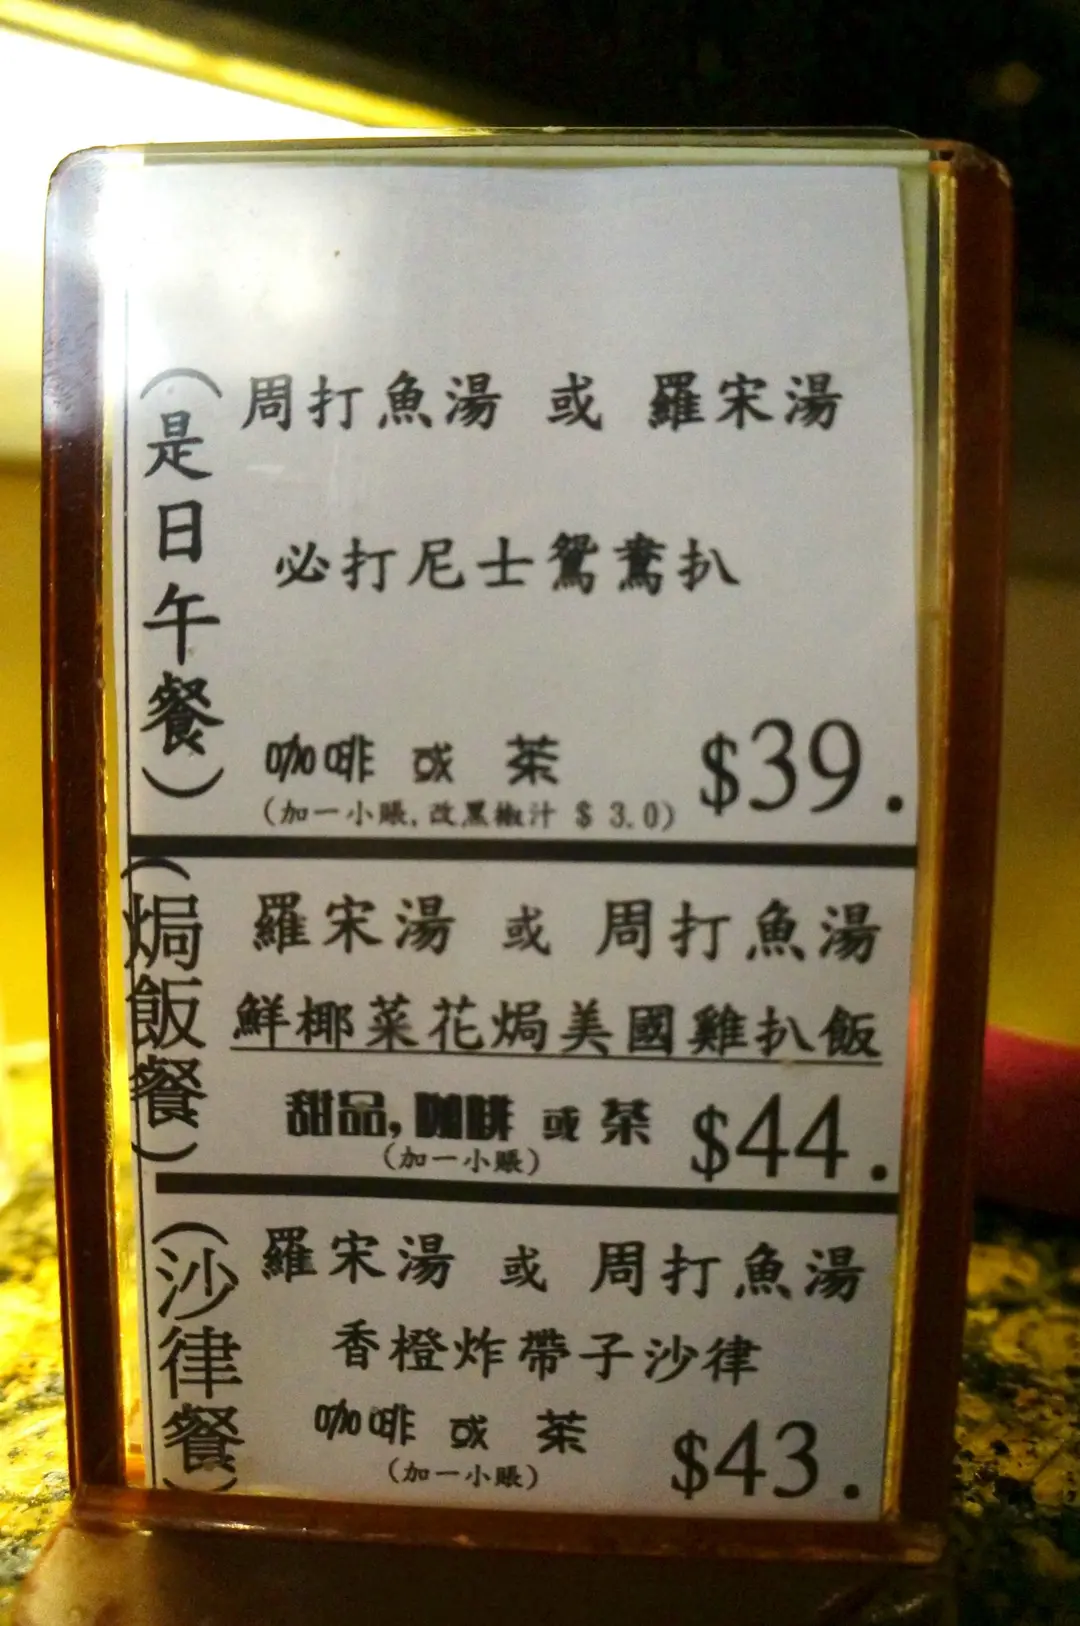 (是日午餐)
周打魚湯 或 羅宋湯
必打尼士鴛鴦扒
咖啡 或 茶 $39.
(加一小賬,改黑椒汁 $ 3.0)
(焗飯餐)
羅宋湯 或 周打魚湯
鮮椰菜花焗美國雞扒飯
甜品,咖啡 或 茶 $44.
(加一小賬)
(沙律餐)
羅宋湯 或 周打魚湯
香橙炸帶子沙律
咖啡 或 茶 $43.
(加一小賬)